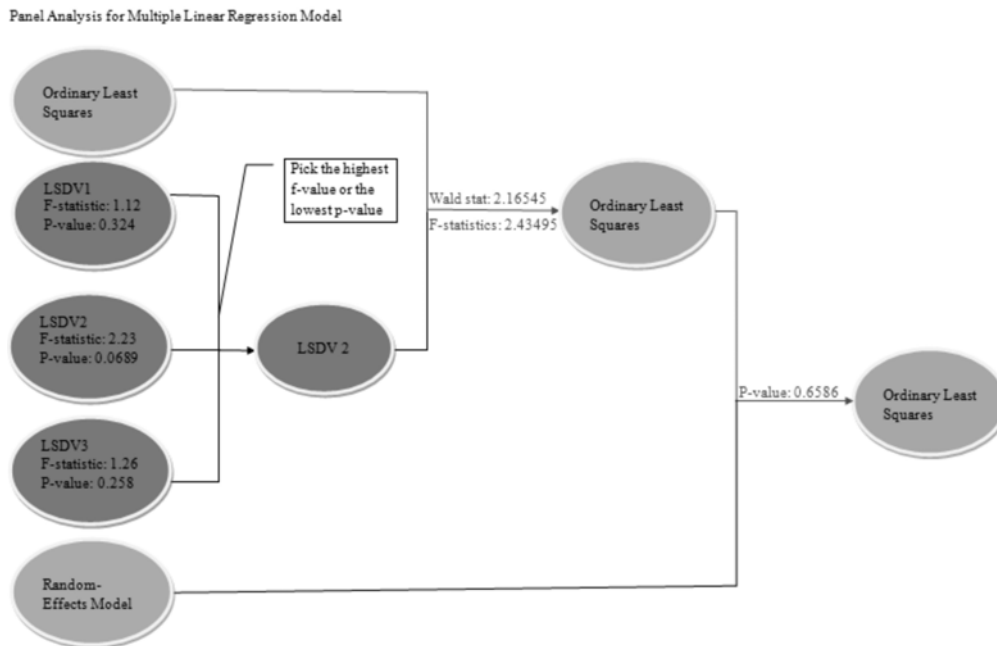 Panel Analysis for Multiple Linear Regression Model
Ordinary Least
Squares
LSDV1
F-statistic: 1.12
P-value: 0.324
Pick the highest
f-value or the
lowest p-value
Wald stat: 2.16545
F-statistics: 2.43495
Ordinary Least
Squares
LSDV2
F-statistic: 2.23
P-value: 0.0689
LSDV 2
P-value: 0.6586
Ordinary Least
Squares
LSDV3
F-statistic: 1.26
P-value: 0.258
Random-
Effects Model